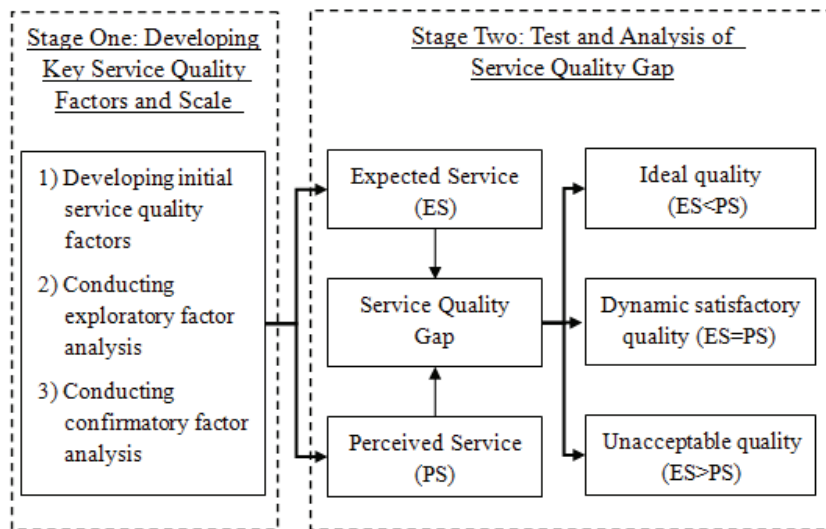 Stage One: Developing
Key Service Quality
Factors and Scale
1) Developing initial
service quality
factors
2) Conducting
exploratory factor
analysis
3) Conducting
confirmatory factor
analysis
Stage Two: Test and Analysis of
Service Quality Gap
Expected Service
(ES)
Service Quality
Gap
Perceived Service
(PS)
Ideal quality
(ES<PS)
Dynamic satisfactory
quality (ES=PS)
Unacceptable quality
(ES>PS)